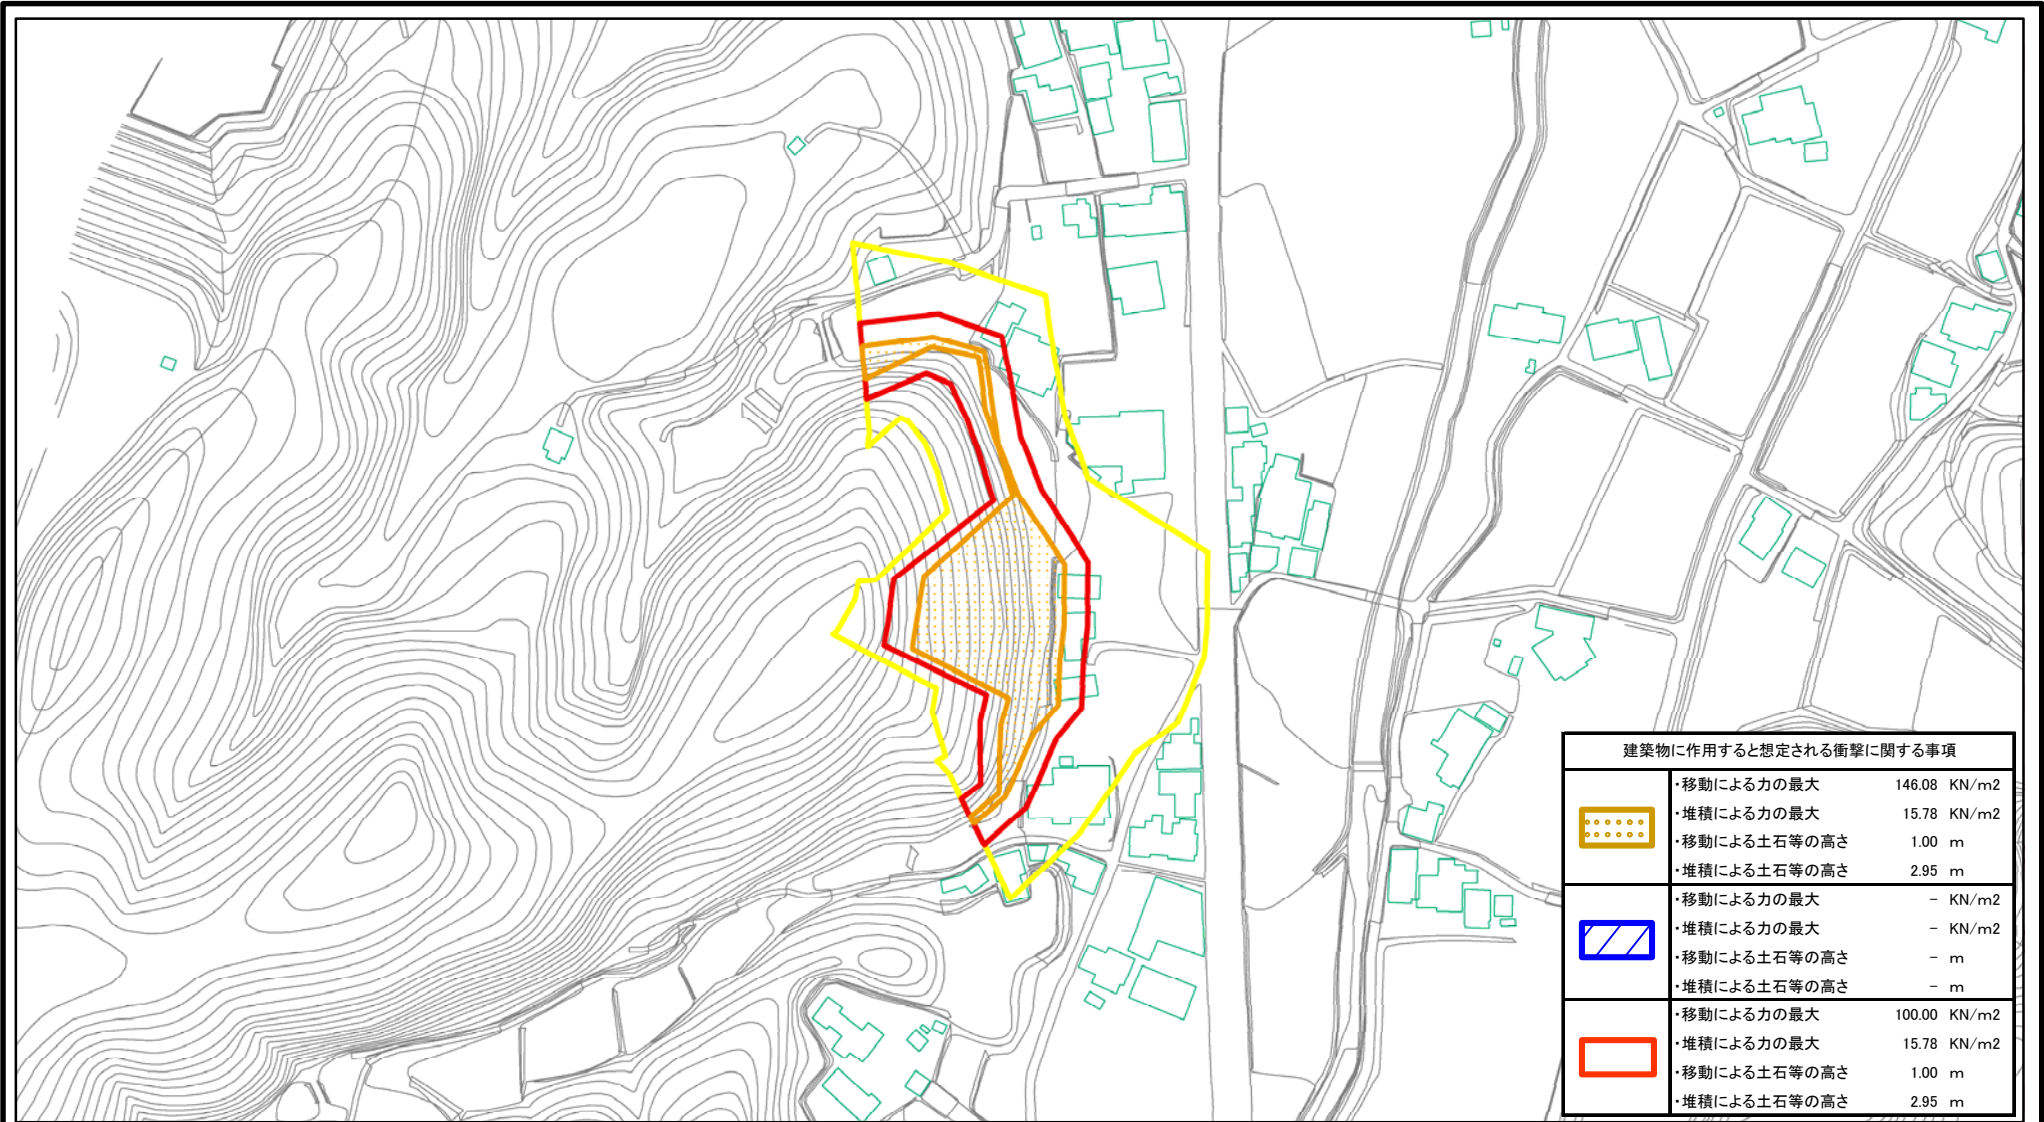 建築物に作用すると想定される衝撃に関する事項
・移動による力の最大 146.08 KN/m2
・堆積による力の最大 15.78 KN/m2
・移動による土石等の高さ 1.00 m
・堆積による土石等の高さ 2.95 m
・移動による力の最大 - KN/m2
・堆積による力の最大 - KN/m2
・移動による土石等の高さ - m
・堆積による土石等の高さ - m
・移動による力の最大 100.00 KN/m2
・堆積による力の最大 15.78 KN/m2
・移動による土石等の高さ 1.00 m
・堆積による土石等の高さ 2.95 m